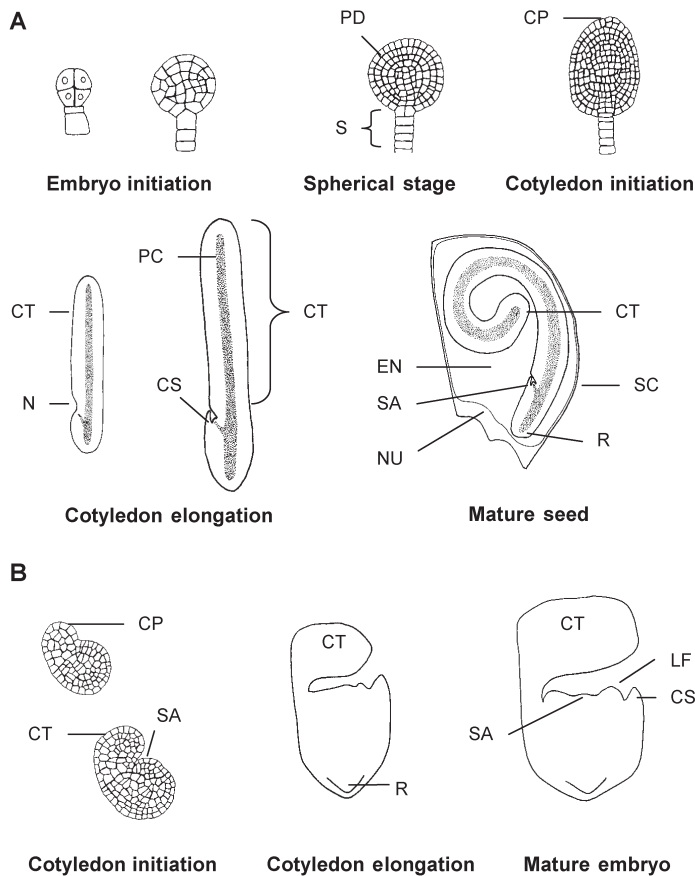 A
PD
CP
S
Embryo initiation
Spherical stage
Cotyledon initiation
PC
CT
CT
CT
EN
CS
SA
SC
N
NU
R
Cotyledon elongation
Mature seed
B
CP
CT
CT
LF
CT
SA
CS
SA
R
Cotyledon initiation
Cotyledon elongation
Mature embryo